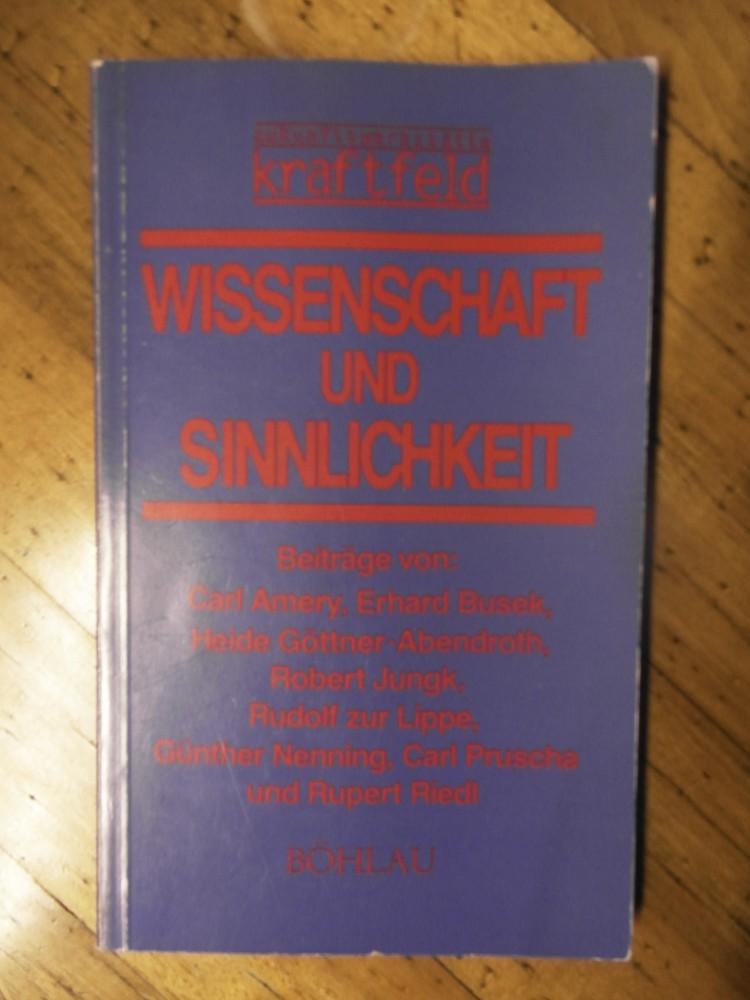 zukunftswerkstätte
kraftfeld
WISSENSCHAFT
UND
SINNLICHKEIT
Beiträge von:
Carl Amery, Erhard Busek,
Heide Göttner-Abendroth,
Robert Jungk,
Rudolf zur Lippe,
Günther Nenning, Carl Pruscha
und Rupert Riedl
BÖHLAU